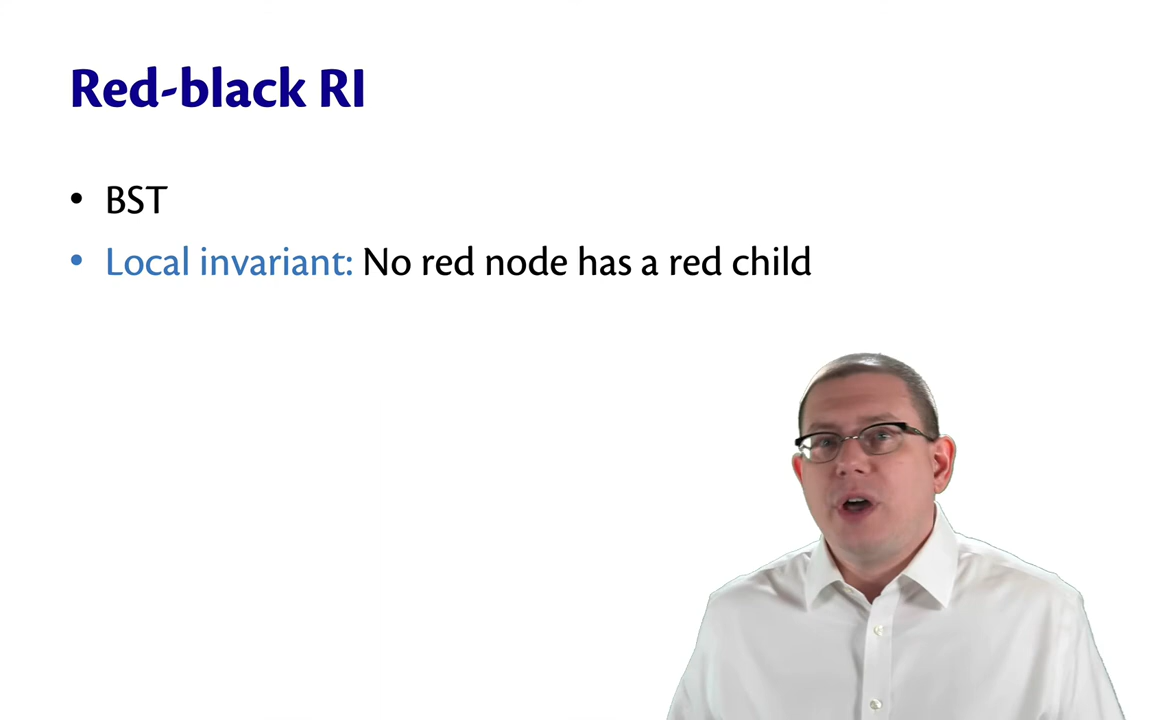 Red-black RI
• BST
• Local invariant: No red node has a red child